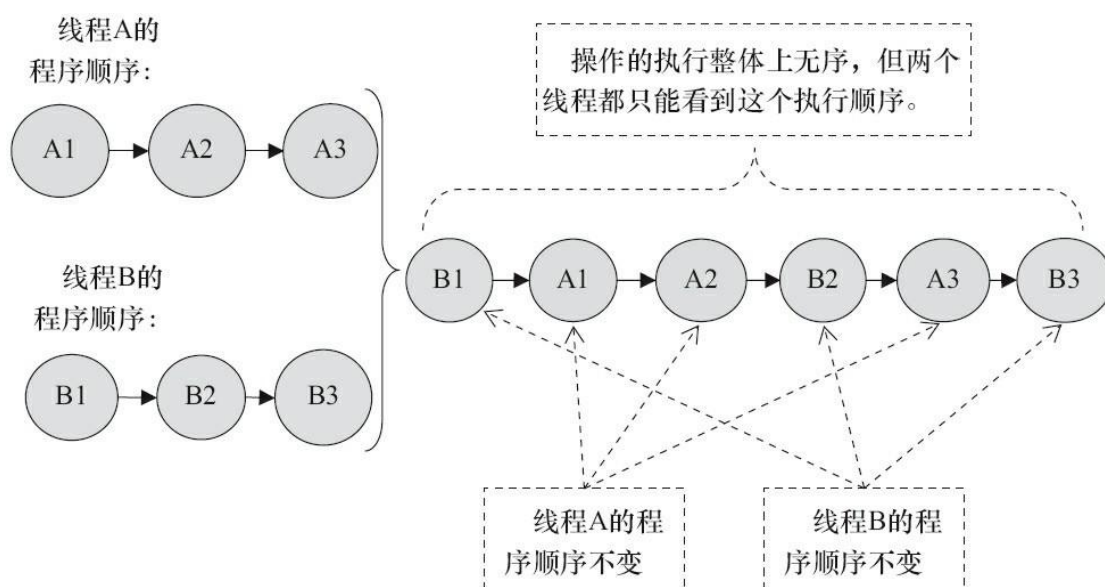 线程A的
程序顺序：
A1 A2 A3
操作的执行整体上无序，但两个
线程都只能看到这个执行顺序。
线程B的
程序顺序：
B1 B2 B3
B1 A1 A2 B2 A3 B3
线程A的程
序顺序不变
线程B的程
序顺序不变